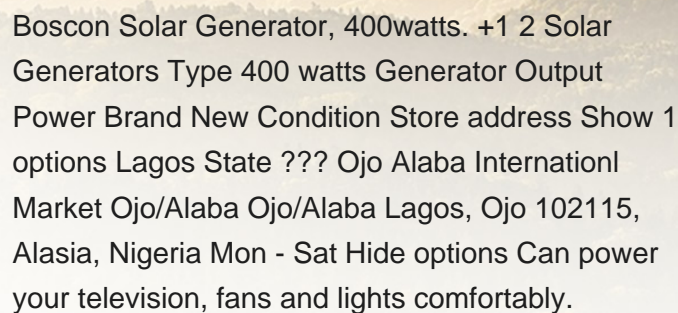 Boscon Solar Generator, 400watts. +1 2 Solar
Generators Type 400 watts Generator Output
Power Brand New Condition Store address Show 1
options Lagos State ??? Ojo Alaba Internationl
Market Ojo/Alaba Ojo/Alaba Lagos, Ojo 102115,
Alasia, Nigeria Mon - Sat Hide options Can power
your television, fans and lights comfortably.